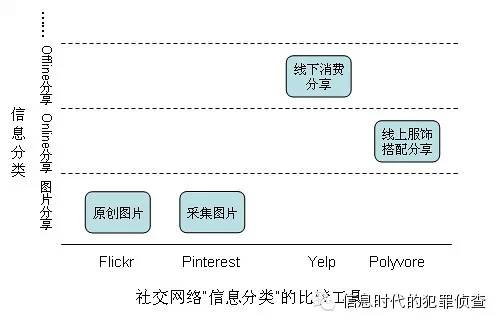 ……
Offline分享
Online分享
图片分享
信息分类
线下消费
分享
线上服饰
搭配分享
原创图片
采集图片
Flickr
Pinterest
Yelp
Polyvore
社交网络“信息分类”的比较工具
信息时代的犯罪侦查